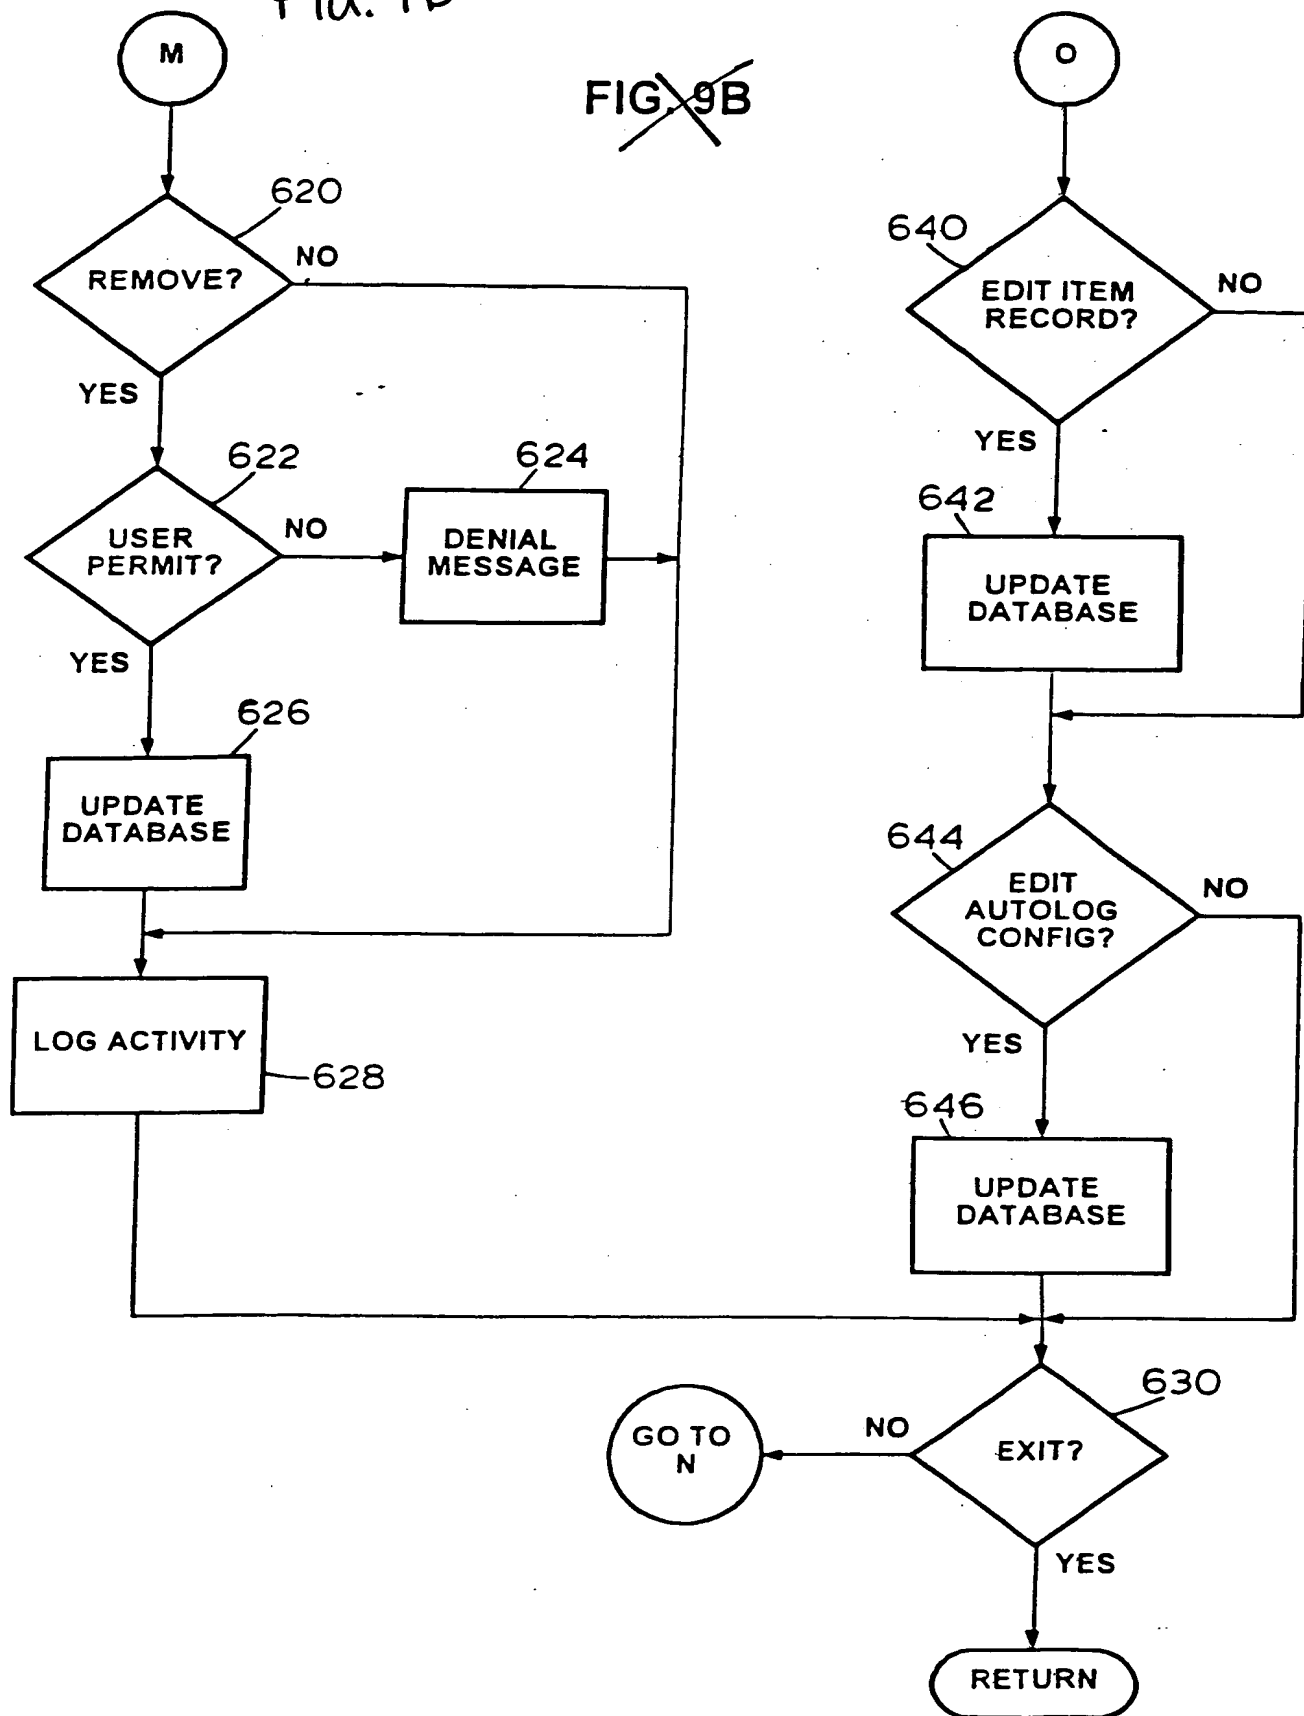 M
O
FIG. 9B
620
REMOVE?
NO
YES
622
USER
PERMIT?
NO
624
DENIAL
MESSAGE
YES
626
UPDATE
DATABASE
LOG ACTIVITY
628
640
EDIT ITEM
RECORD?
NO
YES
642
UPDATE
DATABASE
644
EDIT
AUTOLOG
CONFIG?
NO
YES
646
UPDATE
DATABASE
630
EXIT?
NO
GO TO
N
YES
RETURN